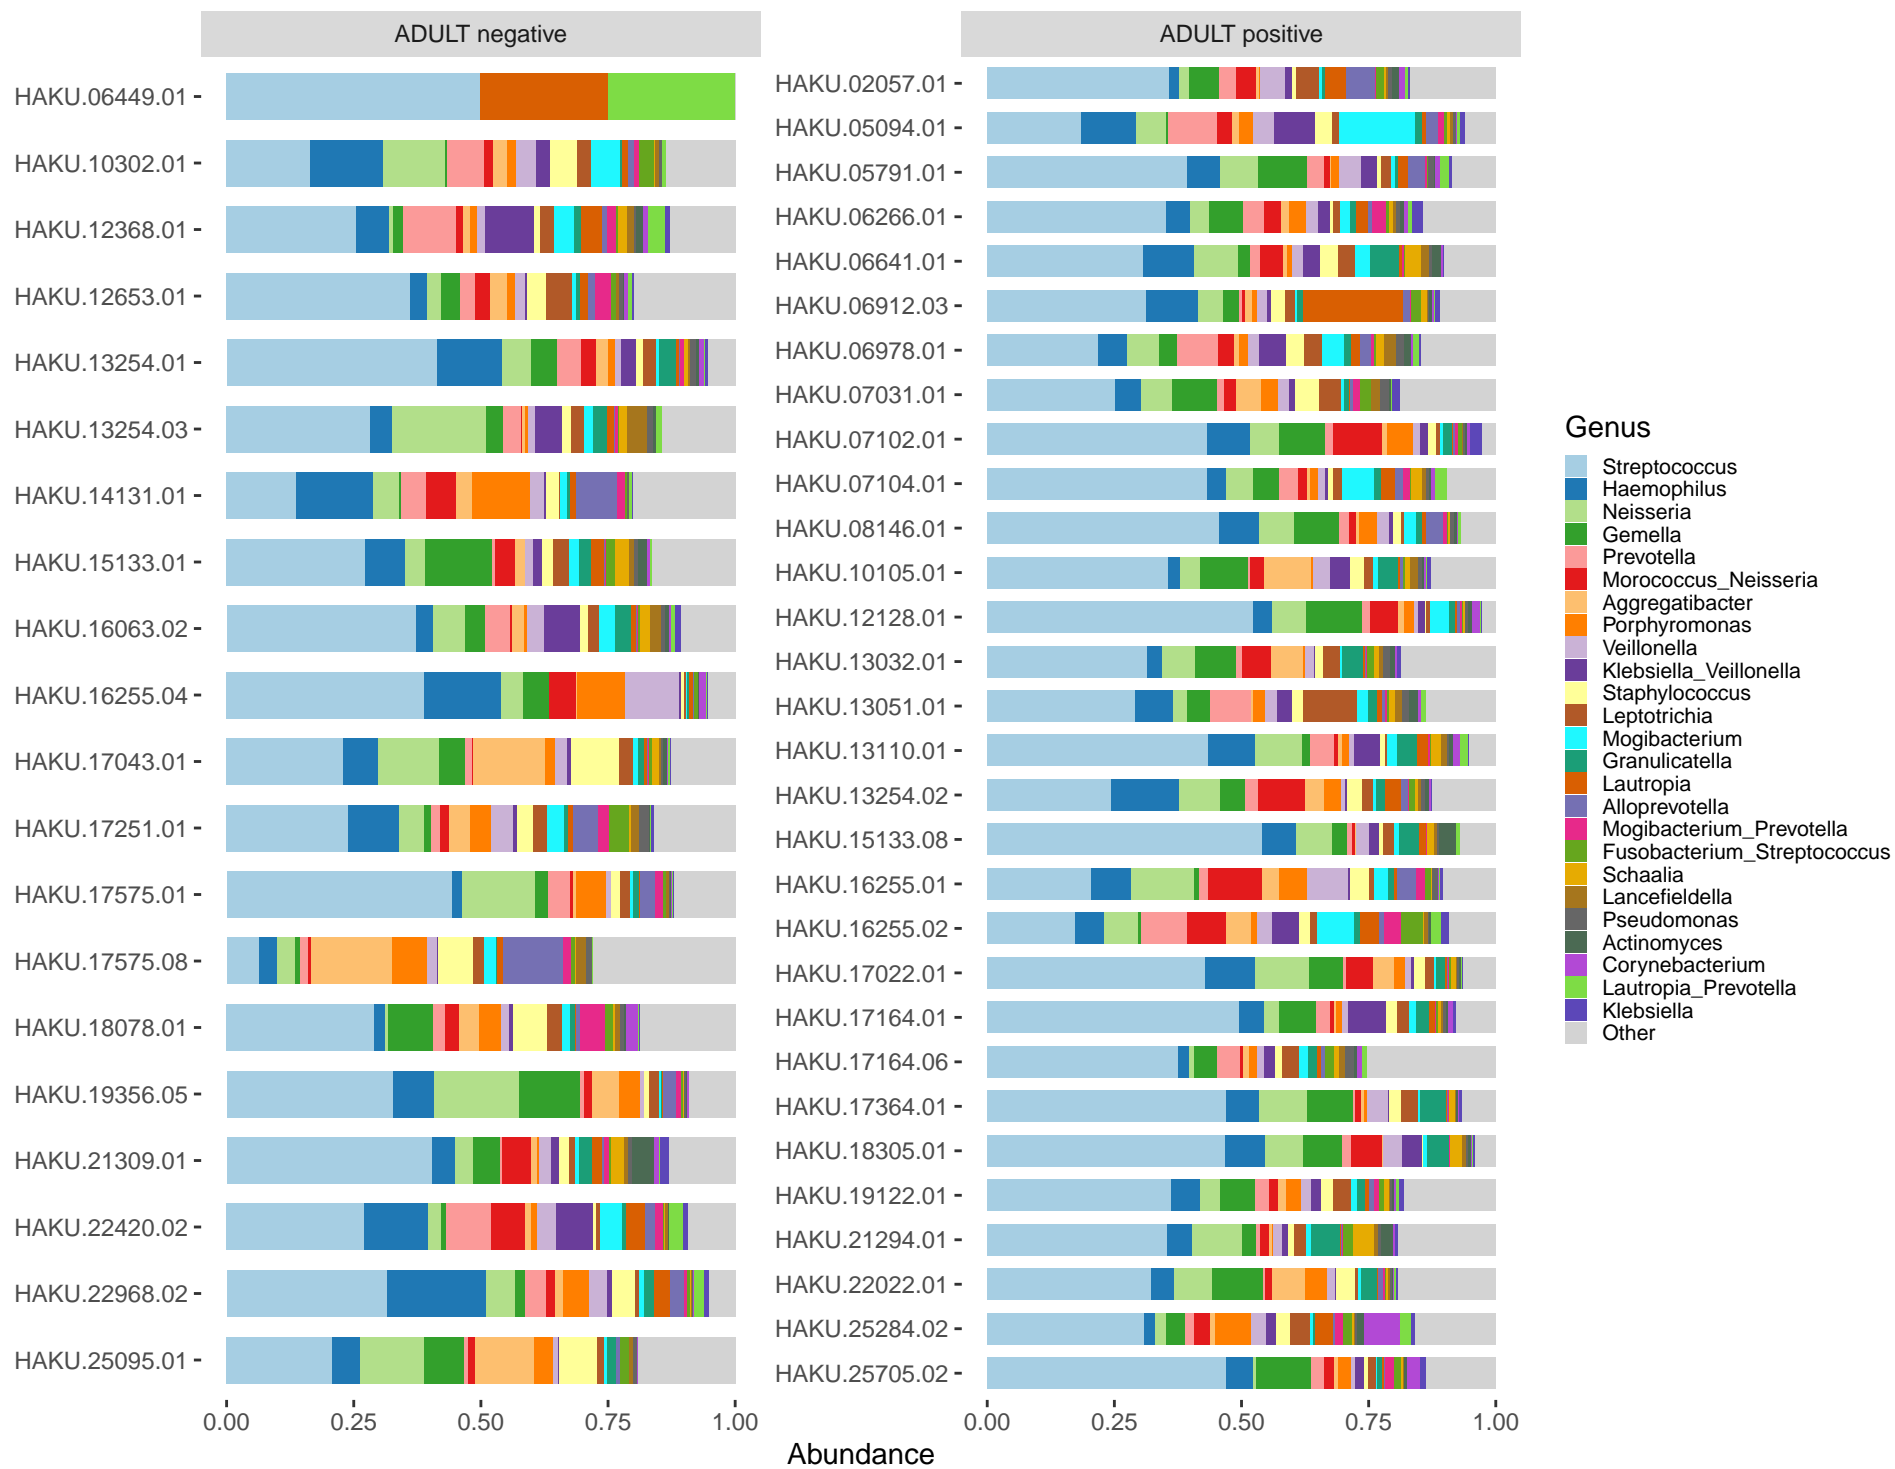 ADULT negative
HAKU.06449.01
HAKU.10302.01
HAKU.12368.01
HAKU.12653.01
HAKU.13254.01
HAKU.13254.03
HAKU.14131.01
HAKU.15133.01
HAKU.16063.02
HAKU.16255.04
HAKU.17043.01
HAKU.17251.01
HAKU.17575.01
HAKU.17575.08
HAKU.18078.01
HAKU.19356.05
HAKU.21309.01
HAKU.22420.02
HAKU.22968.02
HAKU.25095.01
0.00 0.25 0.50 0.75 1.00
ADULT positive
HAKU.02057.01
HAKU.05094.01
HAKU.05791.01
HAKU.06266.01
HAKU.06641.01
HAKU.06912.03
HAKU.06978.01
HAKU.07031.01
HAKU.07102.01
HAKU.07104.01
HAKU.08146.01
HAKU.10105.01
HAKU.12128.01
HAKU.13032.01
HAKU.13051.01
HAKU.13110.01
HAKU.13254.02
HAKU.15133.08
HAKU.16255.01
HAKU.16255.02
HAKU.17022.01
HAKU.17164.01
HAKU.17164.06
HAKU.17364.01
HAKU.18305.01
HAKU.19122.01
HAKU.21294.01
HAKU.22022.01
HAKU.25284.02
HAKU.25705.02
0.00 0.25 0.50 0.75 1.00
Abundance
Genus
Streptococcus
Haemophilus
Neisseria
Gemella
Prevotella
Morococcus_Neisseria
Aggregatibacter
Porphyromonas
Veillonella
Klebsiella_Veillonella
Staphylococcus
Leptotrichia
Mogibacterium
Granulicatella
Lautropia
Alloprevotella
Mogibacterium_Prevotella
Fusobacterium_Streptococcus
Schaalia
Lancefieldella
Pseudomonas
Actinomyces
Corynebacterium
Lautropia_Prevotella
Klebsiella
Other